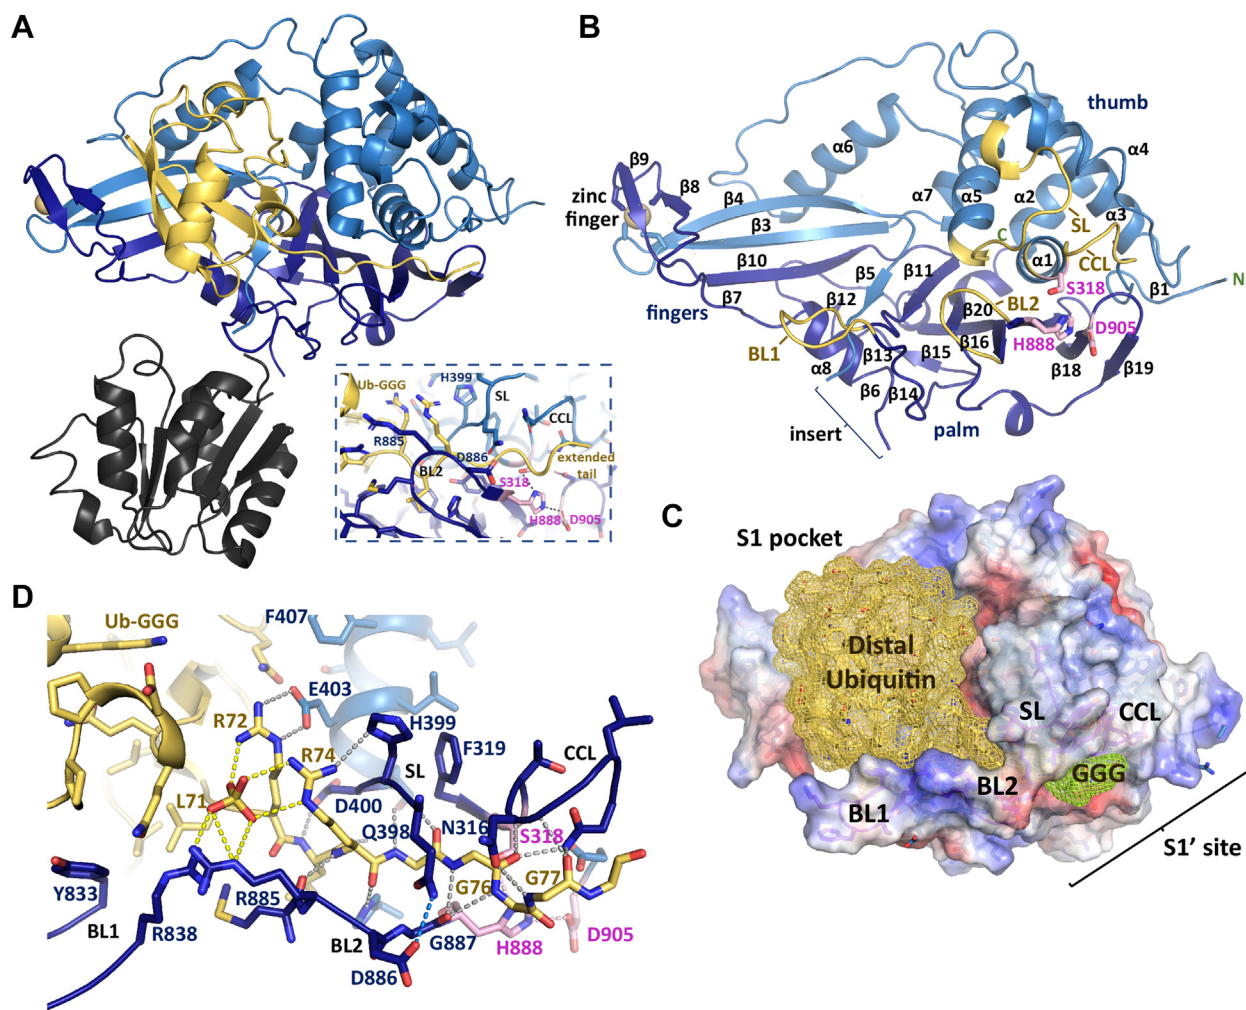 A
Ub-GGG
H399
SL
CCL
R885
BL2
D886
extended
tail
S318
H888
D905
B
thumb
β9
β8
α6
α4
zinc
finger
β4
α7
α5
α2
α3
β3
SL
C
α1
CCL
β10
β5
β11
N
S318
β1
β7
β12
BL2
fingers
β20
D905
BL1
H888
β16
β13
β15
α8
β18
β19
β6
β14
insert
palm
C
S1 pocket
Distal
Ubiquitin
SL
CCL
GGG
BL2
BL1
S1’ site
D
Ub-GGG
F407
E403
R72
H399
R74
F319
CCL
SL
L71
D400
N316
Q398
S318
Y833
G76
G77
R885
BL1
R838
BL2
G887
H888
D905
D886